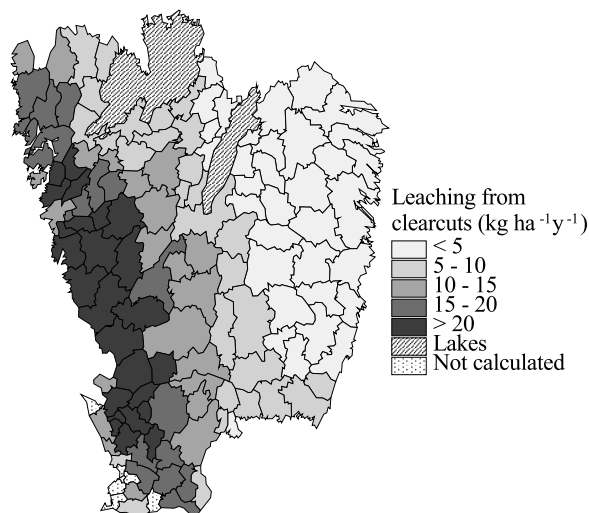 Leaching from
clearcuts (kg ha⁻¹y⁻¹)
< 5
5 - 10
10 - 15
15 - 20
> 20
Lakes
Not calculated